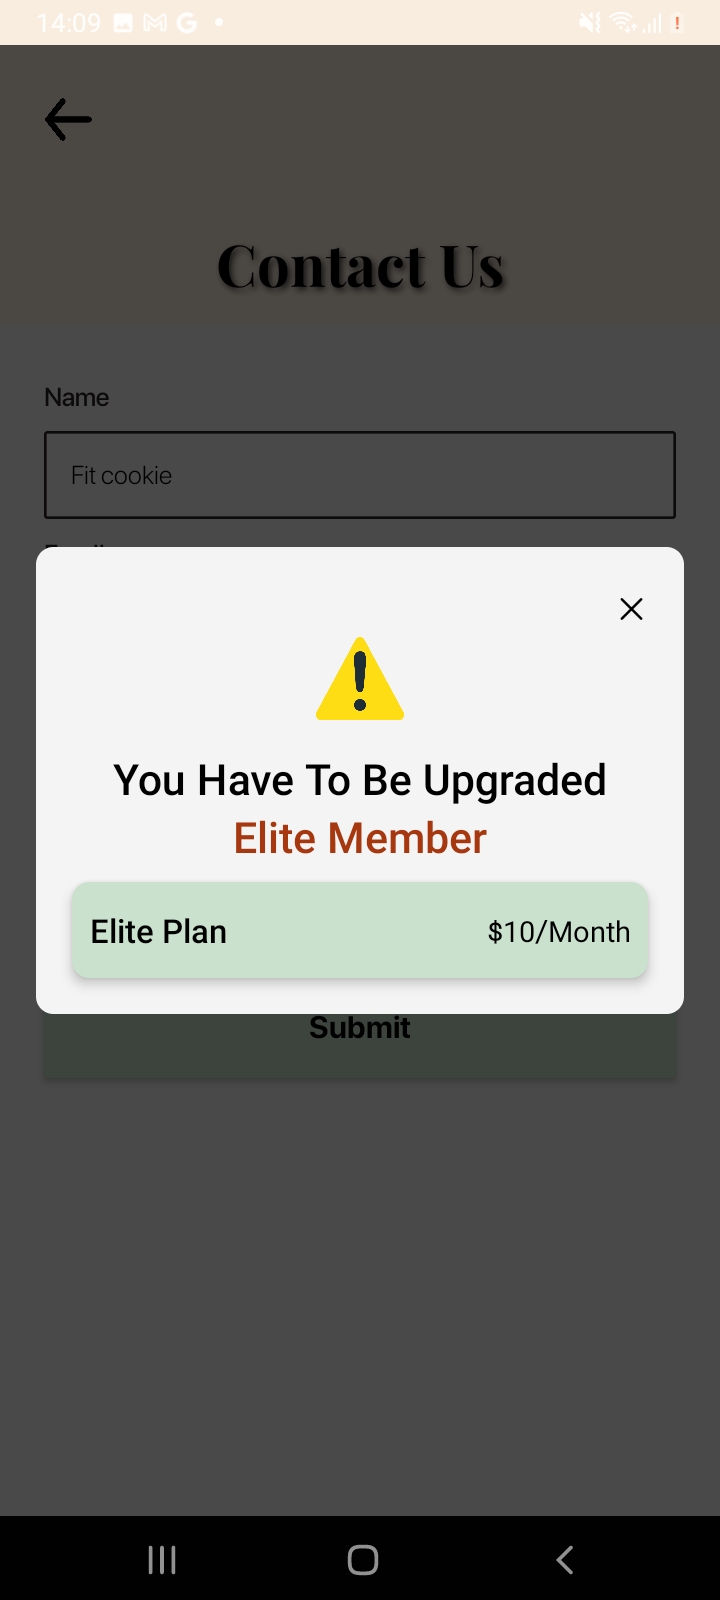 14:09
Contact Us
Name
Fit cookie
You Have To Be Upgraded
Elite Member
Elite Plan $10/Month
Submit